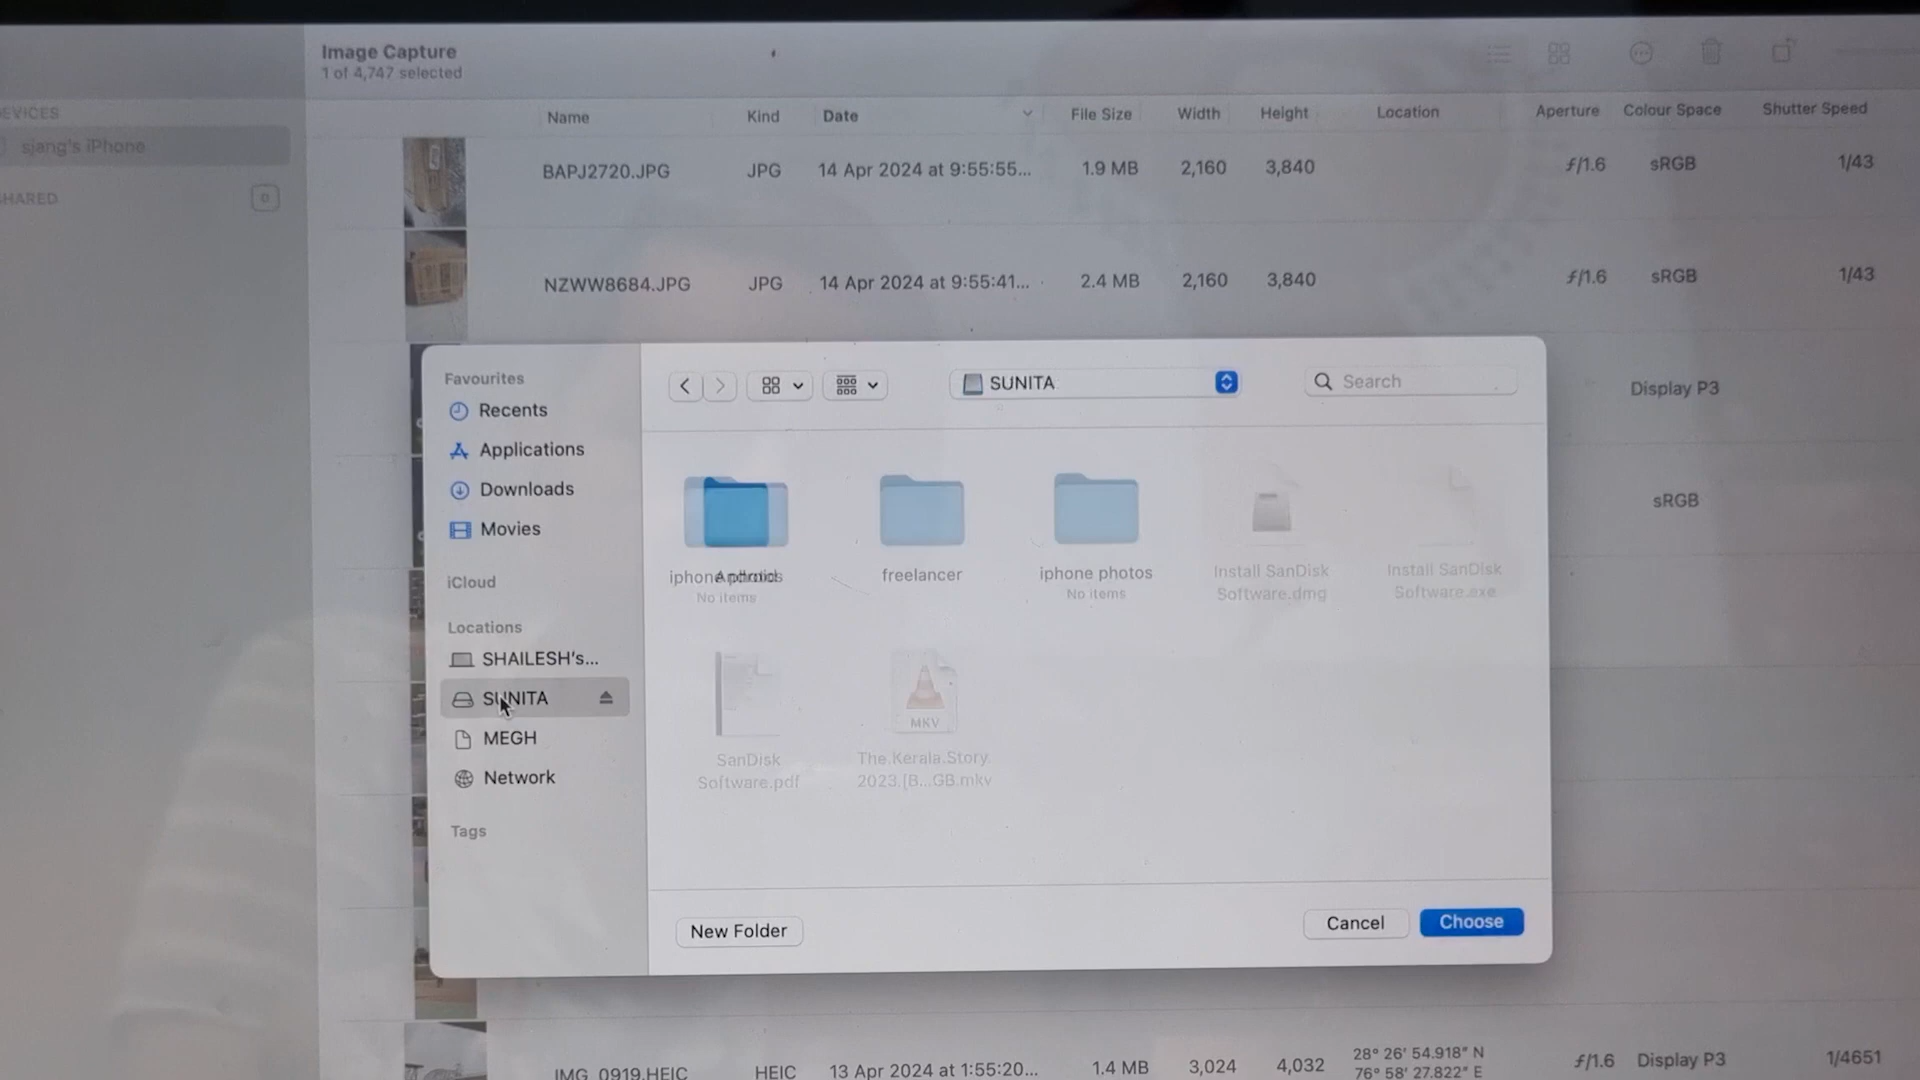 Image Capture
1 of 4,747 selected
EVICES
sjang's iPhone
SHARED
0
Name Kind Date File Size Width Height Location Aperture Colour Space Shutter Speed
BAPJ2720.JPG JPG 14 Apr 2024 at 9:55:55... 1.9 MB 2,160 3,840 ƒ/1.6 sRGB 1/43
NZWW8684.JPG JPG 14 Apr 2024 at 9:55:41... 2.4 MB 2,160 3,840 ƒ/1.6 sRGB 1/43
Display P3
sRGB
Favourites
Recents
Applications
Downloads
Movies
iCloud
Locations
SHAILESH's...
SUNITA
MEGH
Network
Tags
SUNITA
Search
freelancer
iphone photos
No items
No items
Install SanDisk
Software.dmg
Install SanDisk
Software.exe
SanDisk
Software.pdf
MKV
The.Kerala.Story.
2023.[B...GB.mkv
New Folder
Cancel
Choose
IMG_0919.HEIC HEIC 13 Apr 2024 at 1:55:20... 1.4 MB 3,024 4,032 28° 26' 54.918" N
76° 58' 27.822" E
ƒ/1.6 Display P3 1/4651